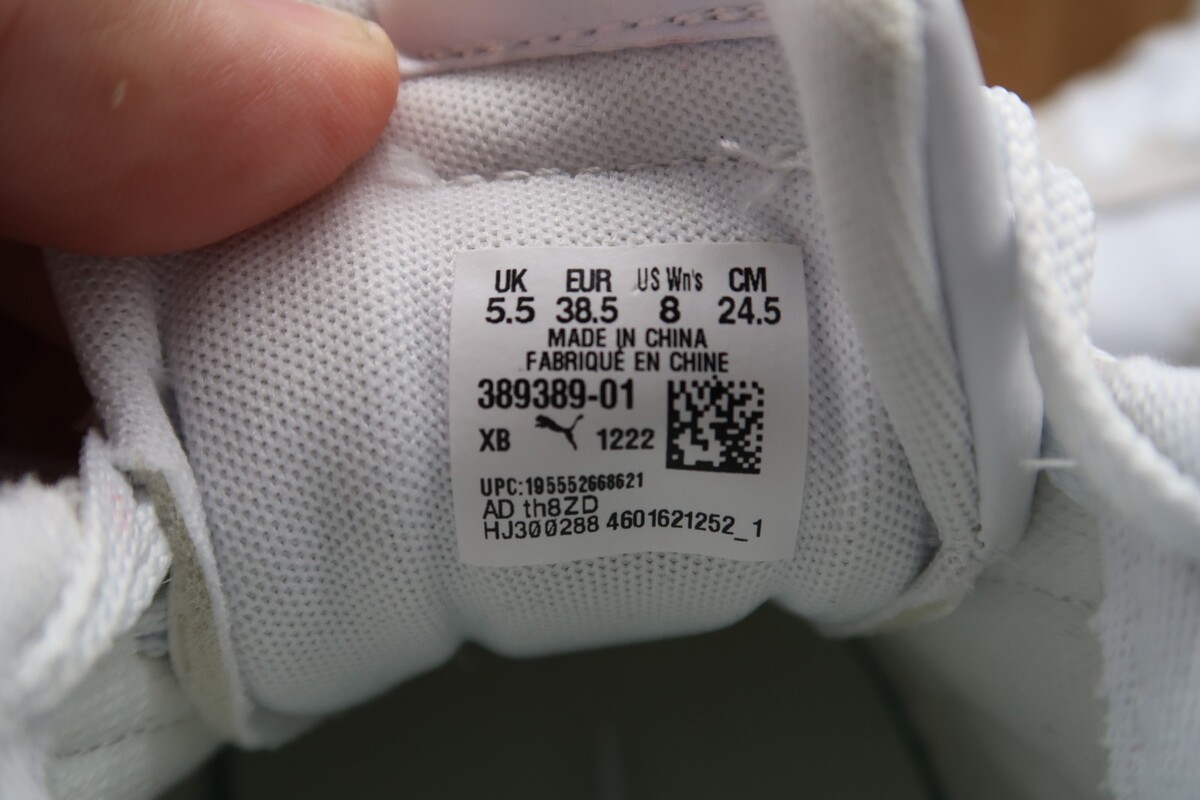 UK EUR US Wn's CM
5.5 38.5 8 24.5
MADE IN CHINA
FABRIQUÉ EN CHINE
389389-01
XB 1222
UPC:195552668621
AD th8ZD
HJ300288 4601621252_1